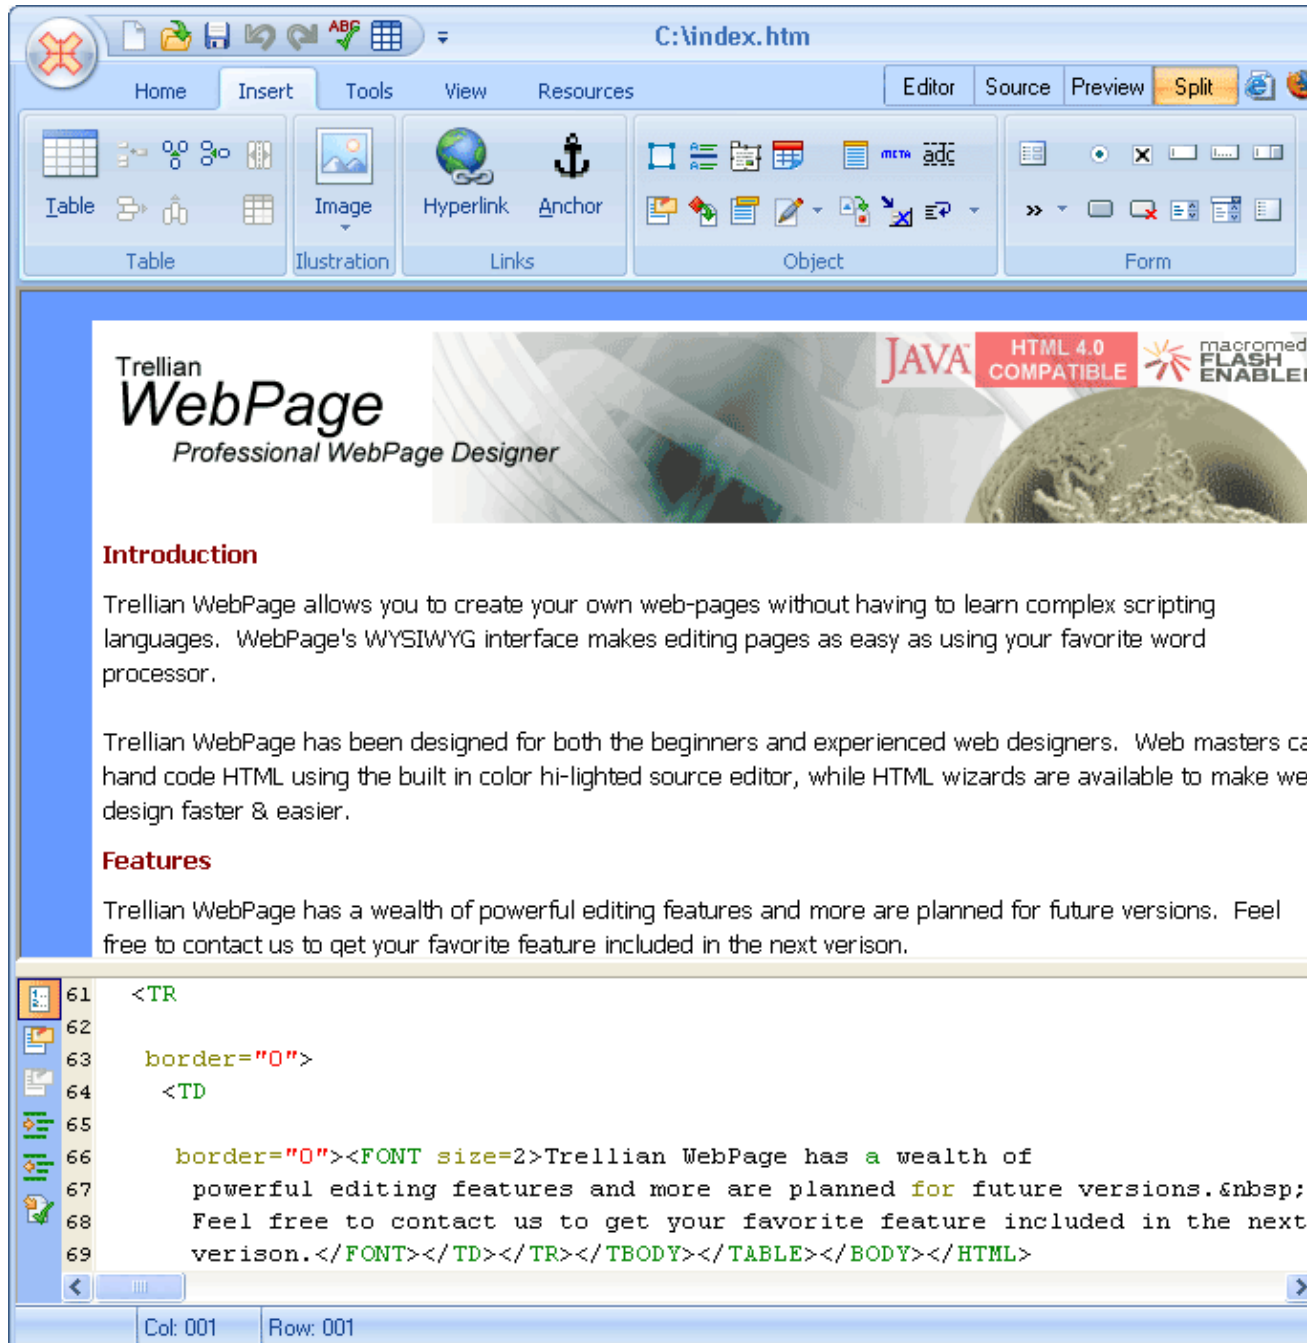 ABC
C:\index.htm
Home Insert Tools View Resources Editor Source Preview Split
META adc
Table Image Hyperlink Anchor
Table Illustration Links Object Form
Trellian
WebPage
Professional WebPage Designer
JAVA
HTML 4.0
COMPATIBLE
macromed
FLASH
ENABLE
Introduction
Trellian WebPage allows you to create your own web-pages without having to learn complex scripting
languages. WebPage's WYSIWYG interface makes editing pages as easy as using your favorite word
processor.
Trellian WebPage has been designed for both the beginners and experienced web designers. Web masters ca
hand code HTML using the built in color hi-lighted source editor, while HTML wizards are available to make we
design faster & easier.
Features
Trellian WebPage has a wealth of powerful editing features and more are planned for future versions. Feel
free to contact us to get your favorite feature included in the next verison.
61 <TR
62
63 border="0">
64 <TD
65
66 border="0"><FONT size=2>Trellian WebPage has a wealth of
67 powerful editing features and more are planned for future versions.&nbsp;
68 Feel free to contact us to get your favorite feature included in the next
69 verison.</FONT></TD></TR></TBODY></TABLE></BODY></HTML>
Col: 001 Row: 001